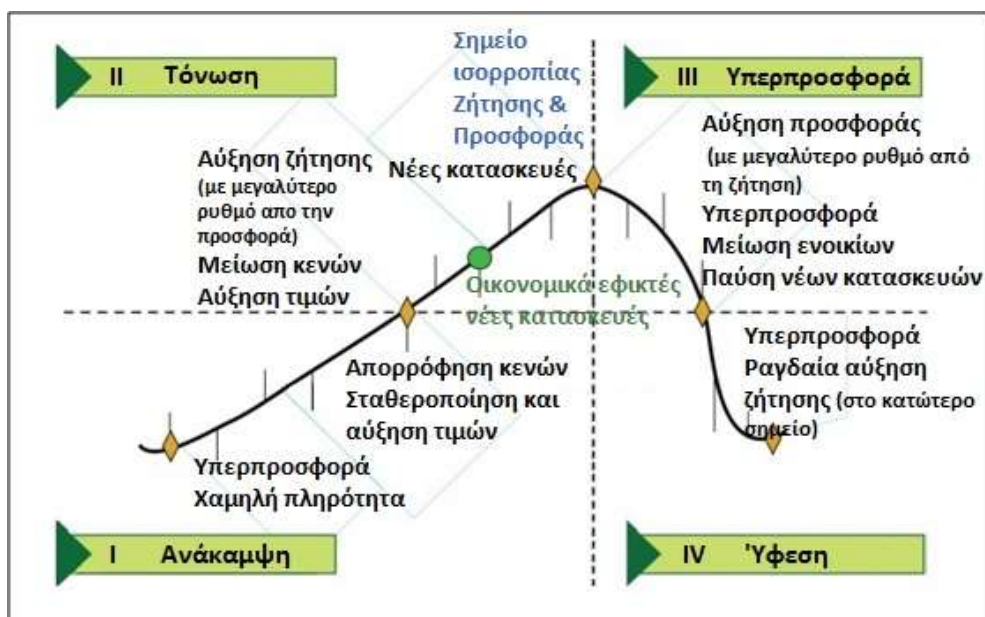 II Τόνωση
Σημείο
ισορροπίας
Ζήτησης &
Προσφοράς
III Υπερπροσφορά
Αύξηση ζήτησης
(με μεγαλύτερο
ρυθμό απο την
προσφορά)
Μείωση κενών
Αύξηση τιμών
Νέες κατασκευές
Αύξηση προσφοράς
(με μεγαλύτερο ρυθμό από
τη ζήτηση)
Υπερπροσφορά
Μείωση ενοικίων
Παύση νέων κατασκευών
Οικονομικά εφικτές
νέες κατασκευές
Απορρόφηση κενών
Σταθεροποίηση και
αύξηση τιμών
Υπερπροσφορά
Ραγδαία αύξηση
ζήτησης (στο κατώτερο
σημείο)
Υπερπροσφορά
Χαμηλή πληρότητα
I Ανάκαμψη
IV Ύφεση